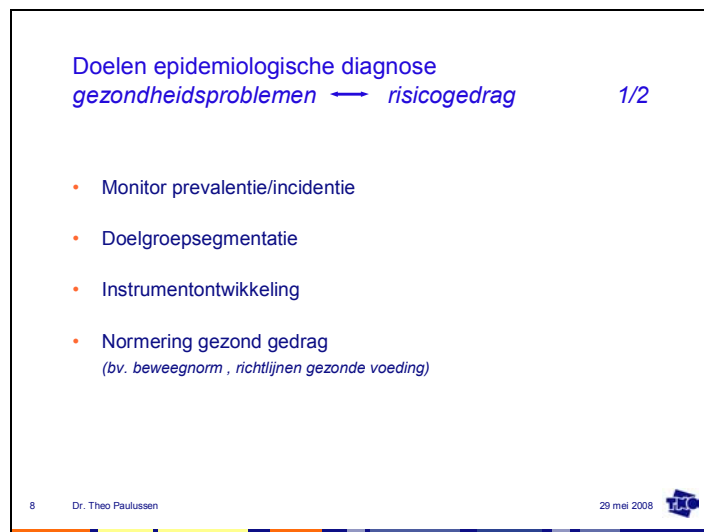 Doelen epidemiologische diagnose
gezondheidsproblemen ⟷ risicogedrag 1/2
• Monitor prevalentie/incidentie
• Doelgroepsegmentatie
• Instrumentontwikkeling
• Normering gezond gedrag
(bv. beweegnorm , richtlijnen gezonde voeding)
8 Dr. Theo Paulussen 29 mei 2008 TNO